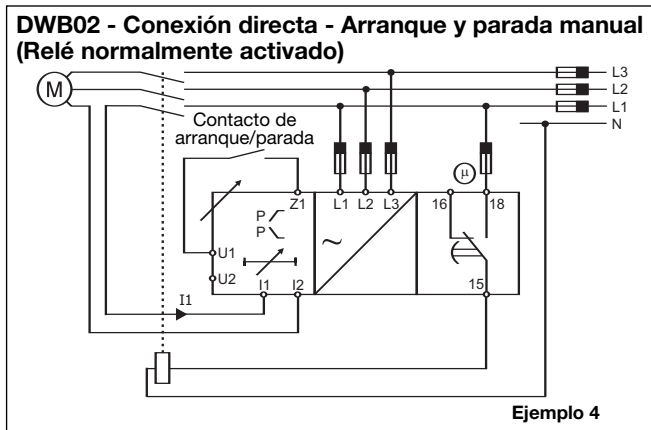 DWB02 - Conexión directa - Arranque y parada manual
(Relé normalmente activado)
L3
L2
L1
N
M
Contacto de
arranque/parada
μ
Z1
L1
L2
L3
16
18
P
P
~
U1
U2
I1
I2
15
I1
Ejemplo 4